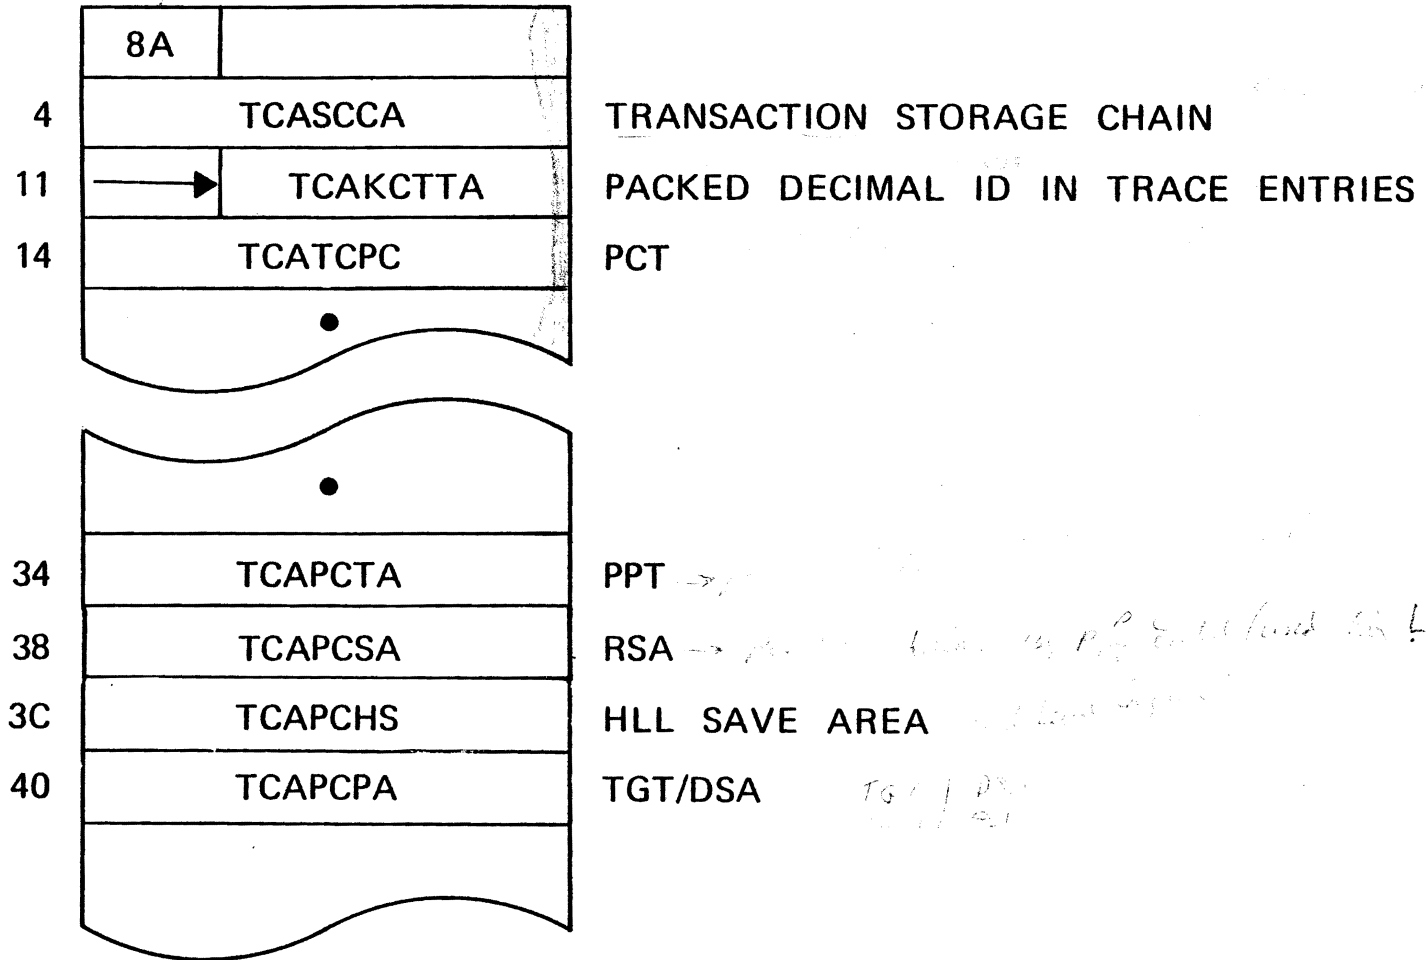 8A
4 TCASCCA TRANSACTION STORAGE CHAIN
11 TCAKCTTA PACKED DECIMAL ID IN TRACE ENTRIES
14 TCATCPC PCT
34 TCAPCTA PPT
38 TCAPCSA RSA
3C TCAPCHS HLL SAVE AREA
40 TCAPCPA TGT/DSA